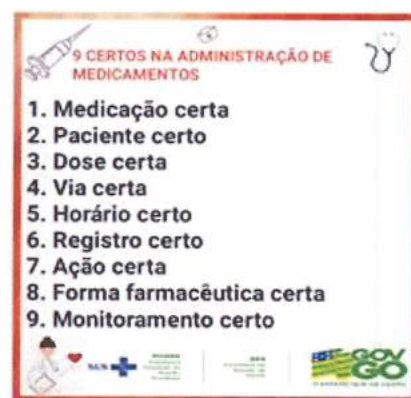 9 CERTOS NA ADMINISTRAÇÃO DE
MEDICAMENTOS
1. Medicação certa
2. Paciente certo
3. Dose certa
4. Via certa
5. Horário certo
6. Registro certo
7. Ação certa
8. Forma farmacêutica certa
9. Monitoramento certo
SUS
GOV
GO